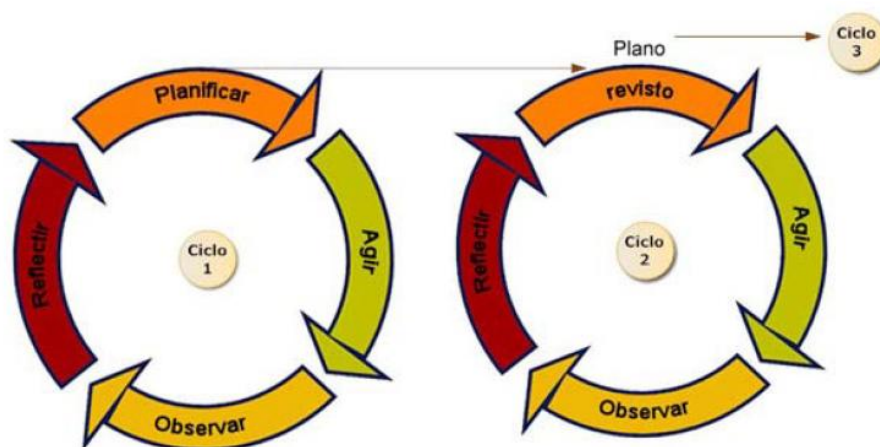 Planificar
Agir
Observar
Reflectir
Ciclo
1
Plano
revisto
Agir
Observar
Reflectir
Ciclo
2
Ciclo
3